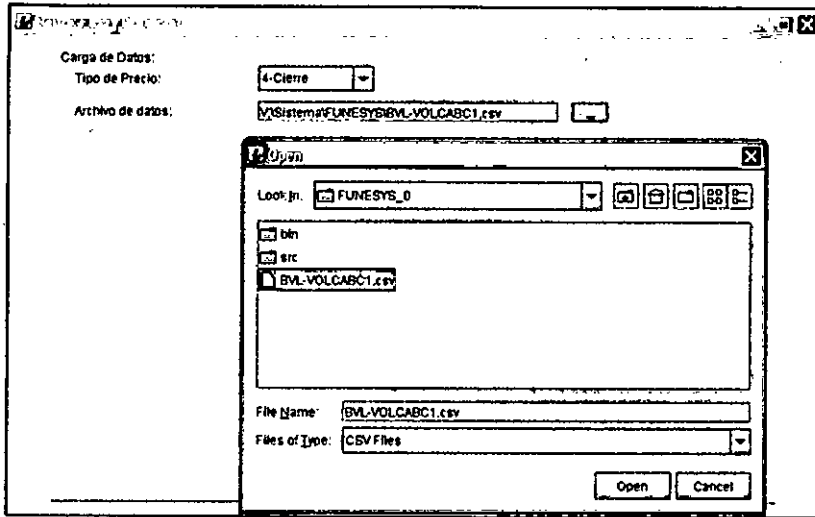 Carga de Datos:
Tipo de Precio: 4-Cierre
Archivo de datos: V:\Sistema\FUNESYS\BVL-VOLCABC1.csv ...
Open
Look In: FUNESYS_0
bin
src
BVL-VOLCABC1.csv
File Name: BVL-VOLCABC1.csv
Files of Type: CSV Files
Open Cancel